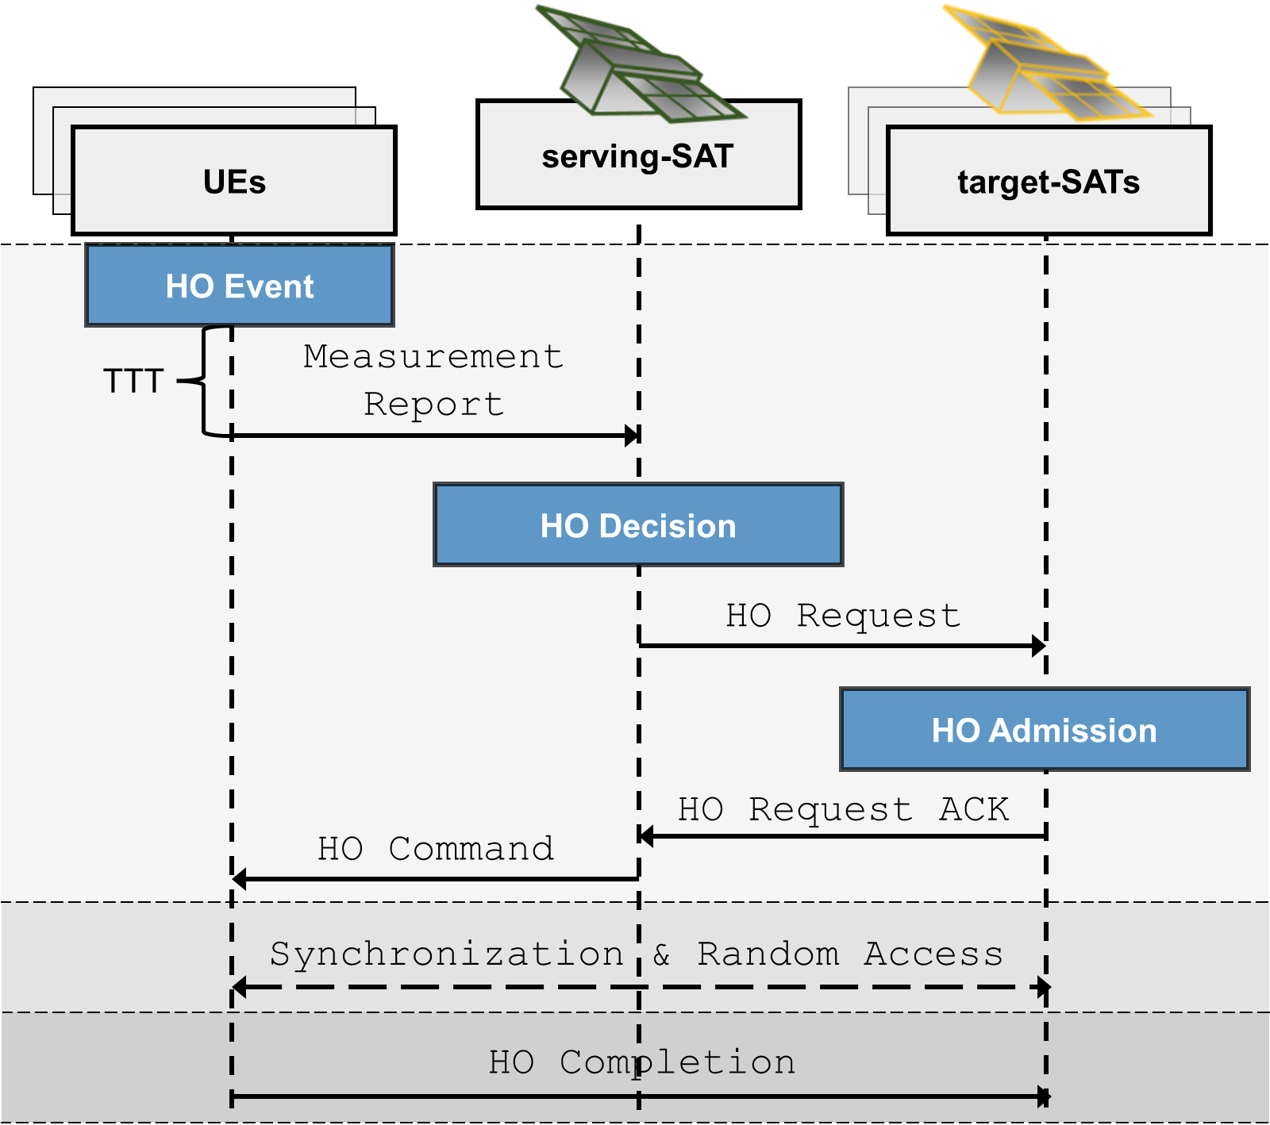 UEs
serving-SAT
target-SATs
HO Event
TTT
Measurement
Report
HO Decision
HO Request
HO Admission
HO Request ACK
HO Command
Synchronization & Random Access
HO Completion